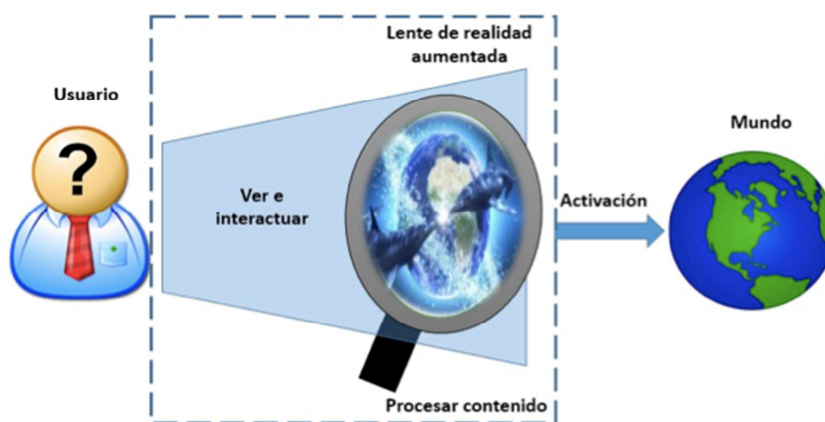 Lente de realidad
aumentada
Usuario
Mundo
?
Ver e
interactuar
Activación
Procesar contenido